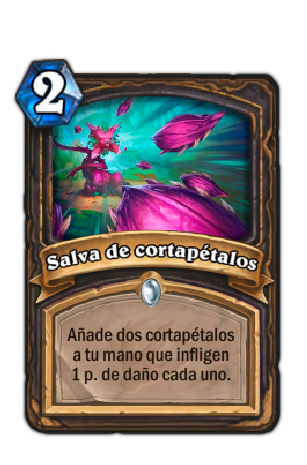 2
Salva de cortapétalos
Añade dos cortapétalos
a tu mano que infligen
1 p. de daño cada uno.